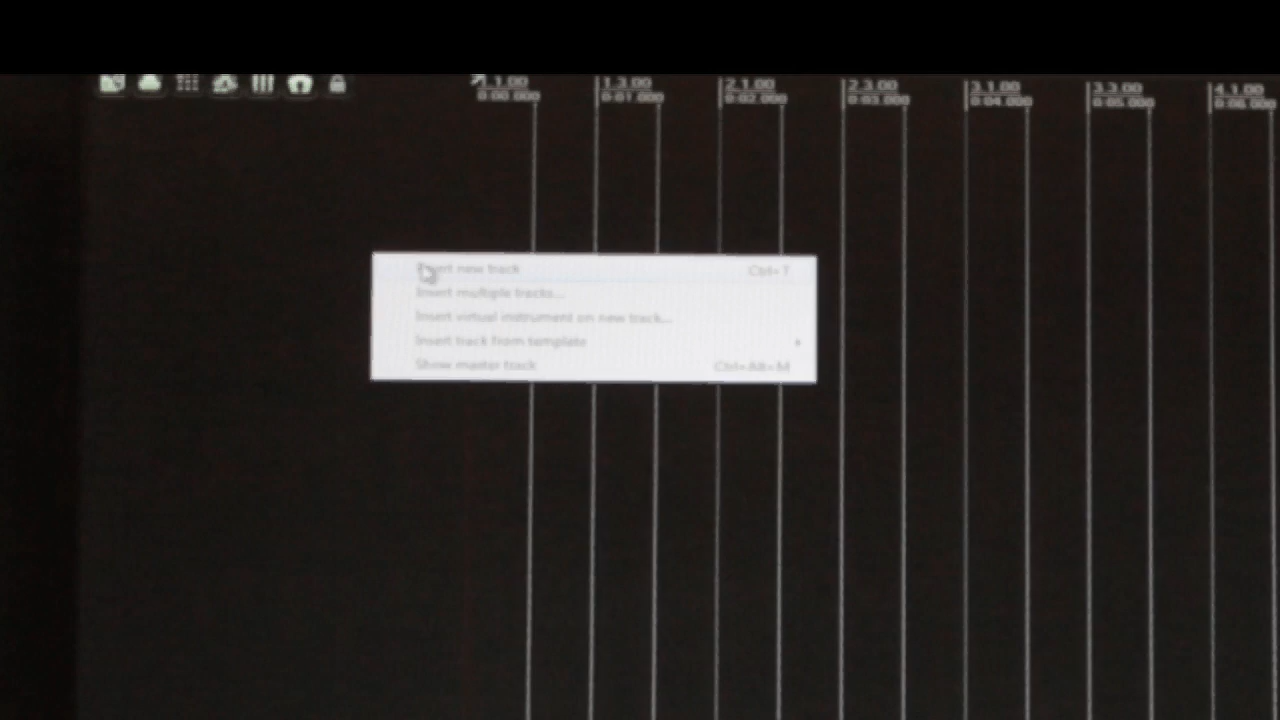 1.1.00 1.3.00 2.1.00 2.3.00 3.1.00 3.3.00 4.1.00
0:00.000 0:01.000 0:02.000 0:03.000 0:04.000 0:05.000 0:06.000
Insert new track Ctrl+T
Insert multiple tracks...
Insert virtual instrument on new track...
Insert track from template
Show master track Ctrl+Alt+M